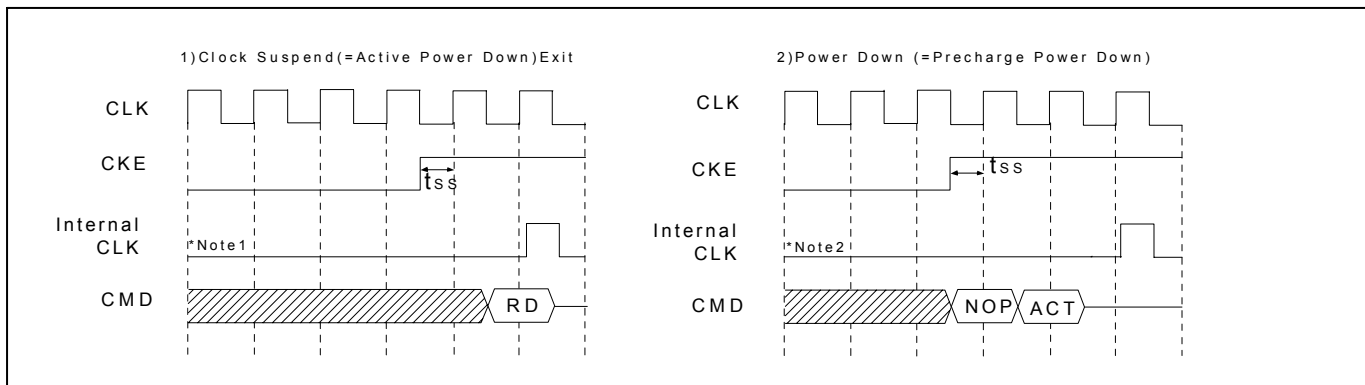 1)Clock Suspend(=Active Power Down)Exit
CLK
CKE
tSS
Internal
CLK
*Note1
CMD
RD
2)Power Down (=Precharge Power Down)
CLK
CKE
tSS
Internal
CLK
*Note2
CMD
NOP
ACT